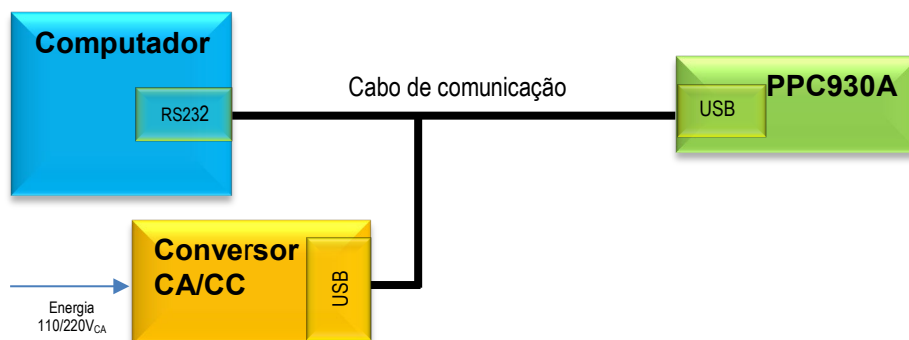 Computador
RS232
Cabo de comunicação
PPC930A
USB
Conversor
CA/CC
USB
Energia
110/220VCA